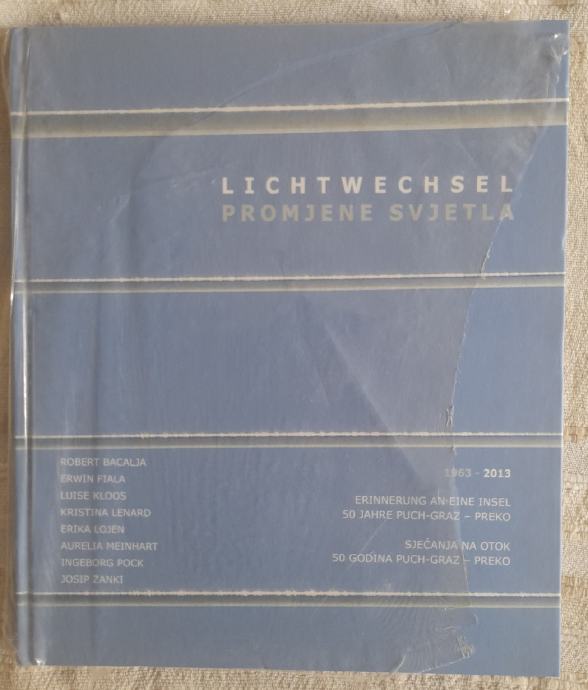 LICHTWECHSEL
PROMJENE SVJETLA
ROBERT BACALJA
ERWIN FIALA
LUISE KLOOS
KRISTINA LENARD
ERIKA LOJEN
AURELIA MEINHART
INGEBORG POCK
JOSIP ZANKI
1963 - 2013
ERINNERUNG AN EINE INSEL
50 JAHRE PUCH-GRAZ – PREKO
SJEĆANJA NA OTOK
50 GODINA PUCH-GRAZ – PREKO